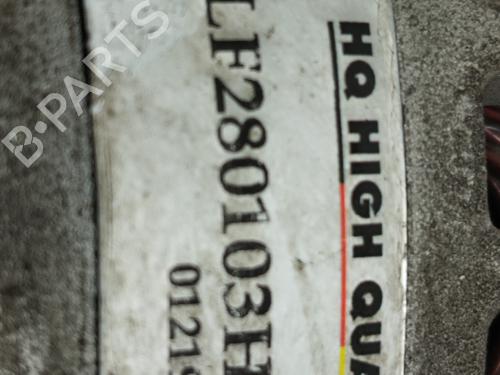 HQ HIGH QUA
LF280103H
0121
B-PARTS